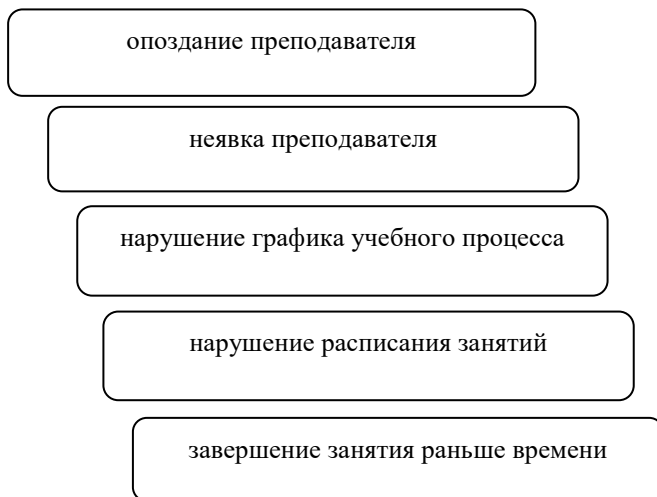 опоздание преподавателя
неявка преподавателя
нарушение графика учебного процесса
нарушение расписания занятий
завершение занятия раньше времени